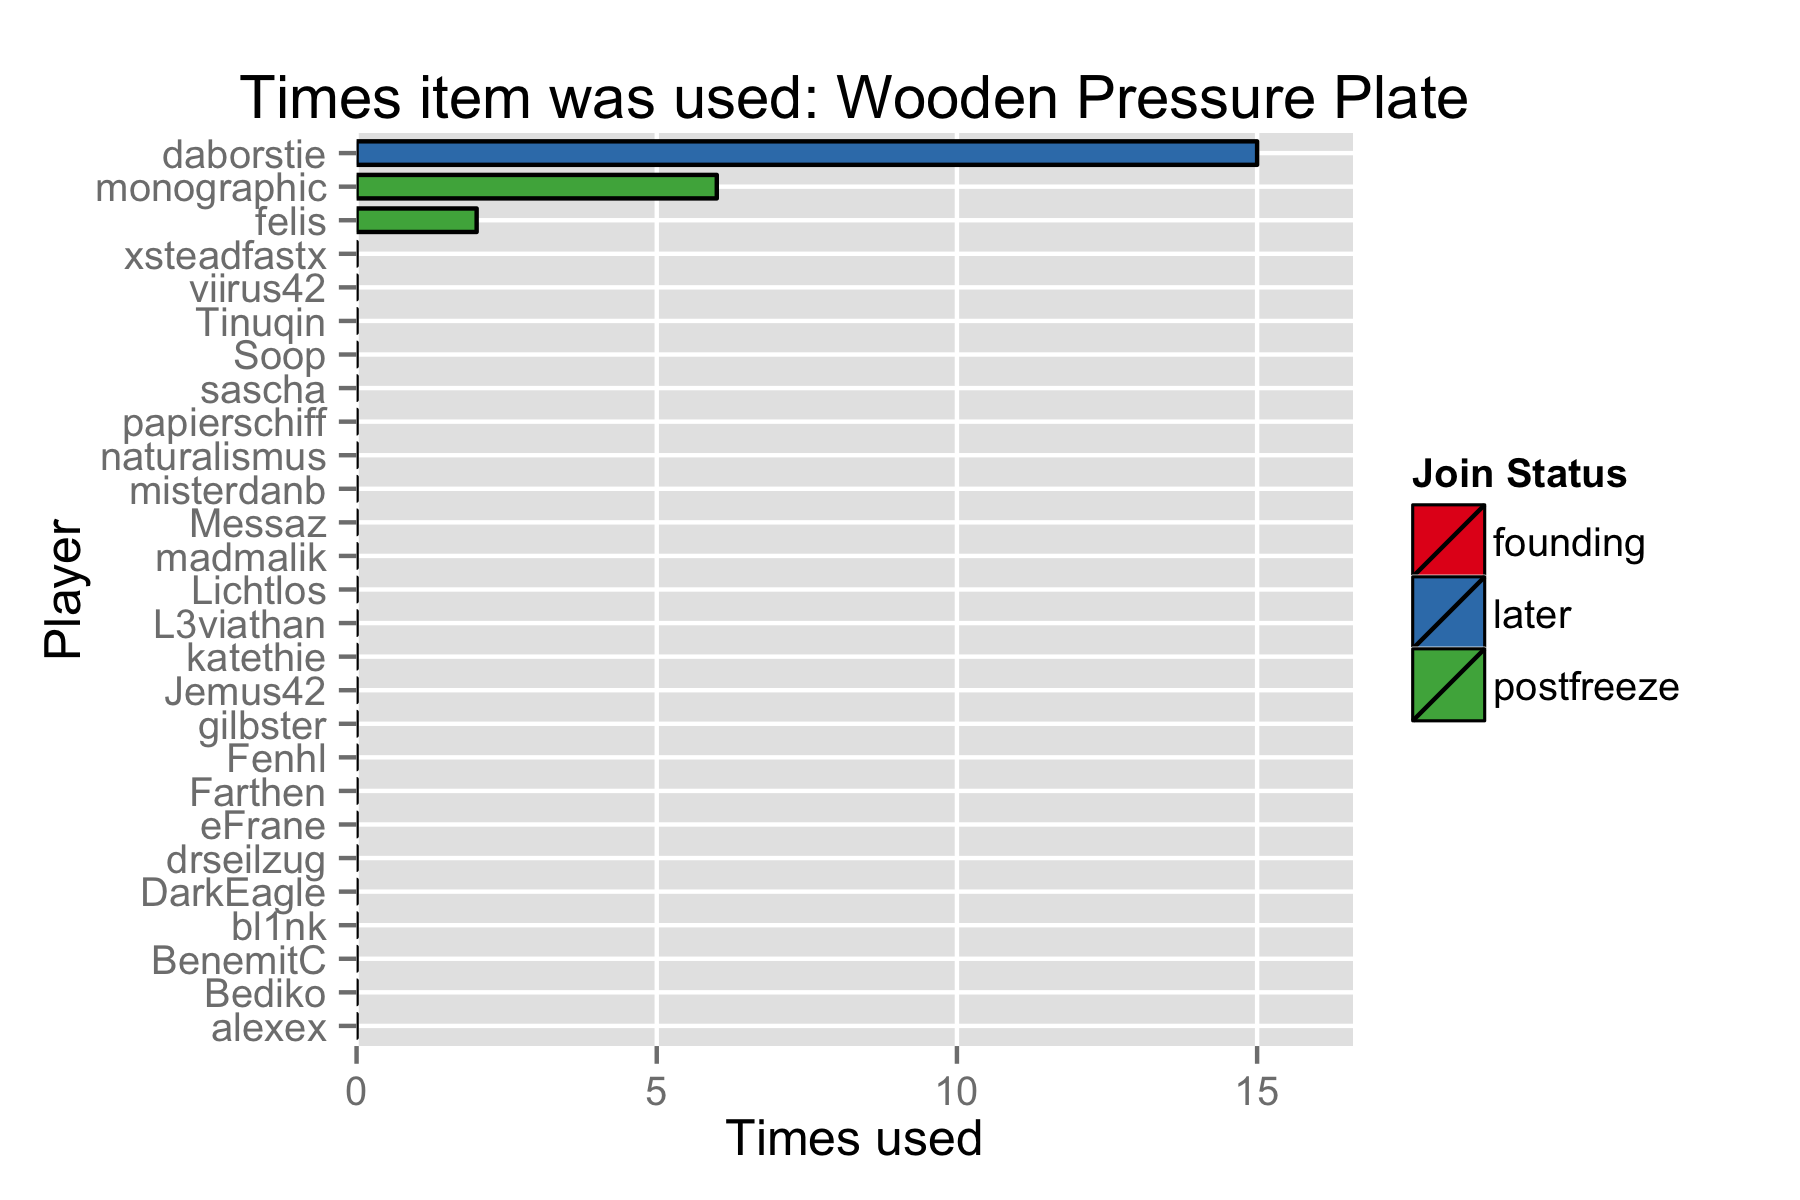 Times item was used: Wooden Pressure Plate
daborstie
monographic
felis
xsteadfastx
viirus42
Tinuqin
Soop
sascha
papierschiff
naturalismus
misterdanb
Messaz
madmalik
Lichtlos
L3viathan
katethie
Jemus42
gilbster
Fenhl
Farthen
eFrane
drseilzug
DarkEagle
bl1nk
BenemitC
Bediko
alexex
Player
0 5 10 15
Times used
Join Status
founding
later
postfreeze